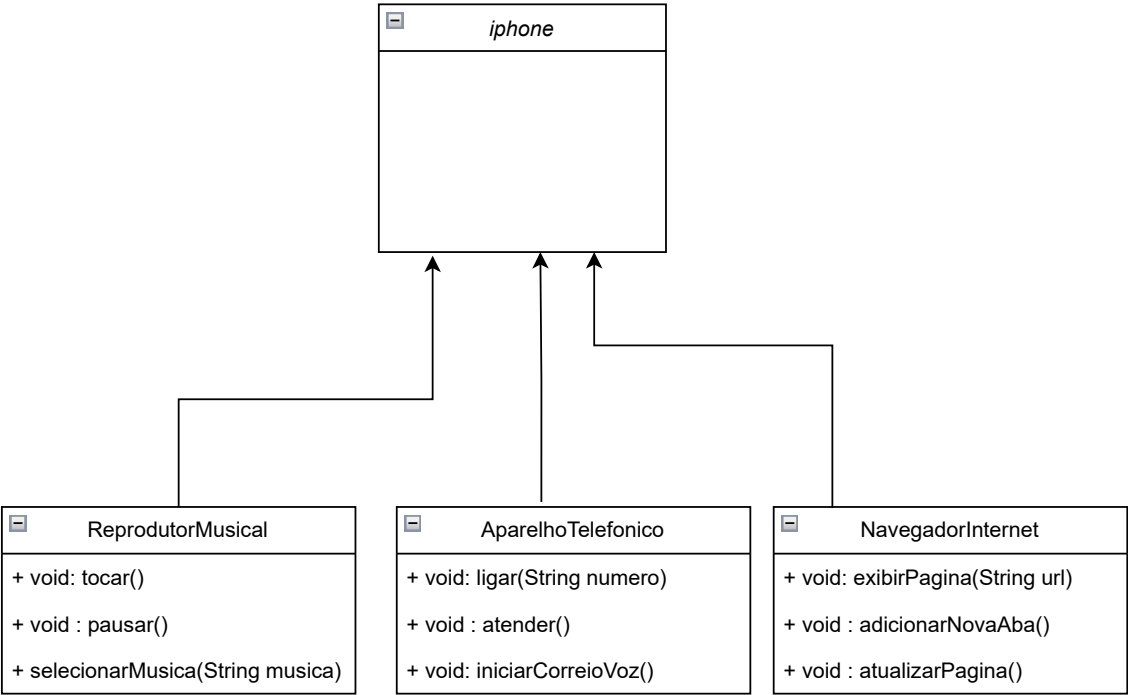 iphone
ReprodutorMusical
+ void: tocar()
+ void : pausar()
+ selecionarMusica(String musica)
AparelhoTelefonico
+ void: ligar(String numero)
+ void : atender()
+ void: iniciarCorreioVoz()
NavegadorInternet
+ void: exibirPagina(String url)
+ void : adicionarNovaAba()
+ void : atualizarPagina()